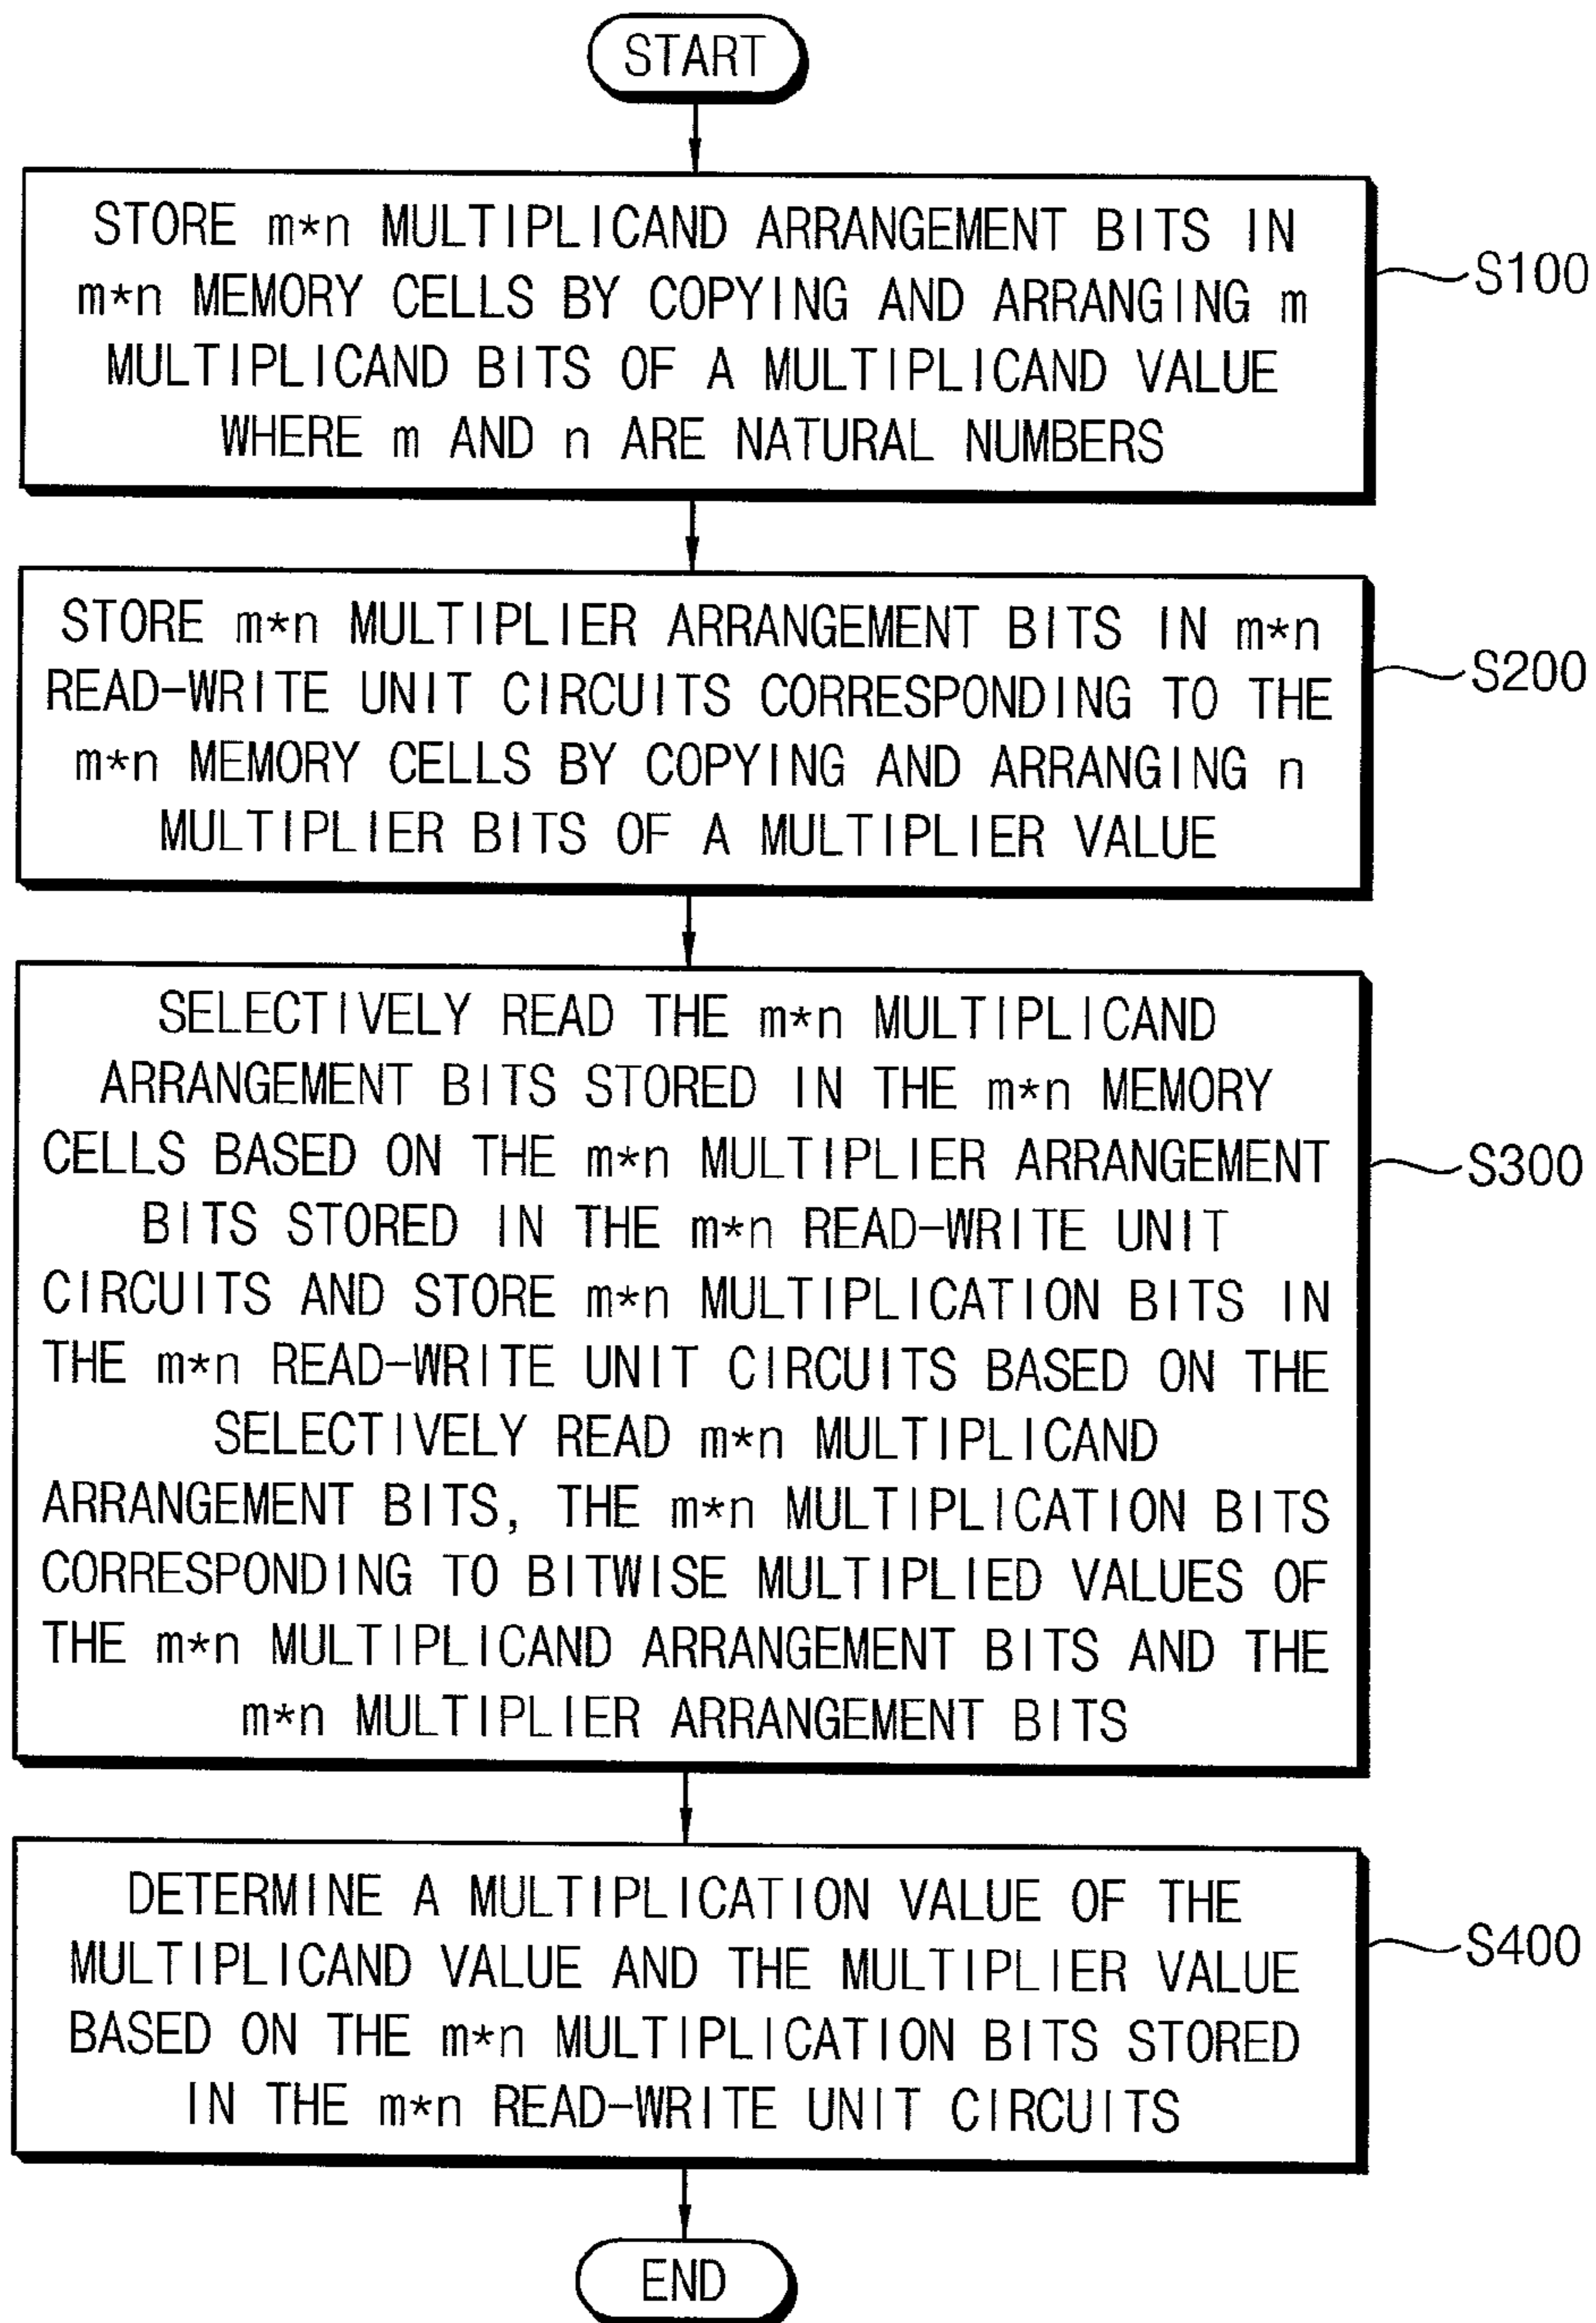 START
STORE m*n MULTIPLICAND ARRANGEMENT BITS IN
m*n MEMORY CELLS BY COPYING AND ARRANGING m
MULTIPLICAND BITS OF A MULTIPLICAND VALUE
WHERE m AND n ARE NATURAL NUMBERS
S100
STORE m*n MULTIPLIER ARRANGEMENT BITS IN m*n
READ-WRITE UNIT CIRCUITS CORRESPONDING TO THE
m*n MEMORY CELLS BY COPYING AND ARRANGING n
MULTIPLIER BITS OF A MULTIPLIER VALUE
S200
SELECTIVELY READ THE m*n MULTIPLICAND
ARRANGEMENT BITS STORED IN THE m*n MEMORY
CELLS BASED ON THE m*n MULTIPLIER ARRANGEMENT
BITS STORED IN THE m*n READ-WRITE UNIT
CIRCUITS AND STORE m*n MULTIPLICATION BITS IN
THE m*n READ-WRITE UNIT CIRCUITS BASED ON THE
SELECTIVELY READ m*n MULTIPLICAND
ARRANGEMENT BITS, THE m*n MULTIPLICATION BITS
CORRESPONDING TO BITWISE MULTIPLIED VALUES OF
THE m*n MULTIPLICAND ARRANGEMENT BITS AND THE
m*n MULTIPLIER ARRANGEMENT BITS
S300
DETERMINE A MULTIPLICATION VALUE OF THE
MULTIPLICAND VALUE AND THE MULTIPLIER VALUE
BASED ON THE m*n MULTIPLICATION BITS STORED
IN THE m*n READ-WRITE UNIT CIRCUITS
S400
END